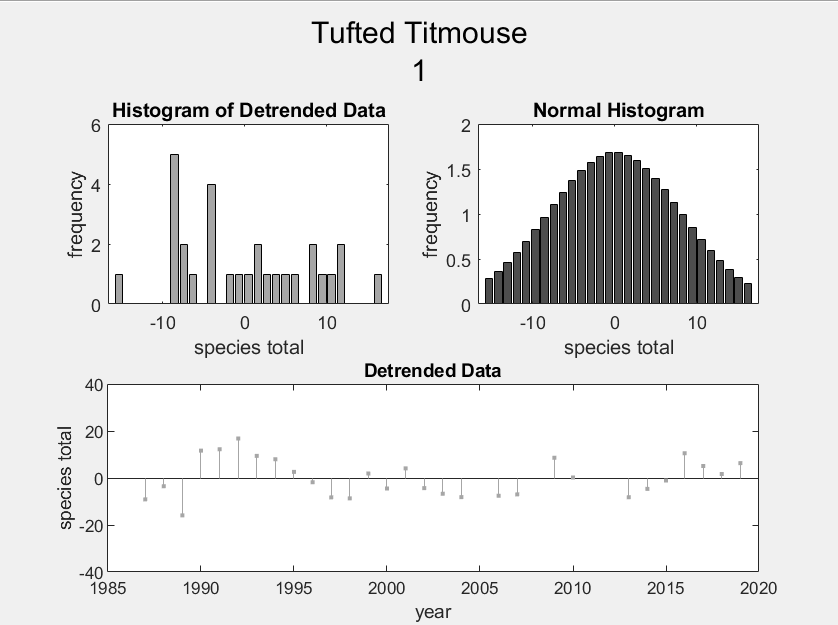 Tufted Titmouse
1
Histogram of Detrended Data
6
4
2
0
frequency
-10 0 10
species total
Normal Histogram
2
1.5
1
0.5
0
frequency
-10 0 10
species total
Detrended Data
40
20
0
-20
-40
species total
1985 1990 1995 2000 2005 2010 2015 2020
year